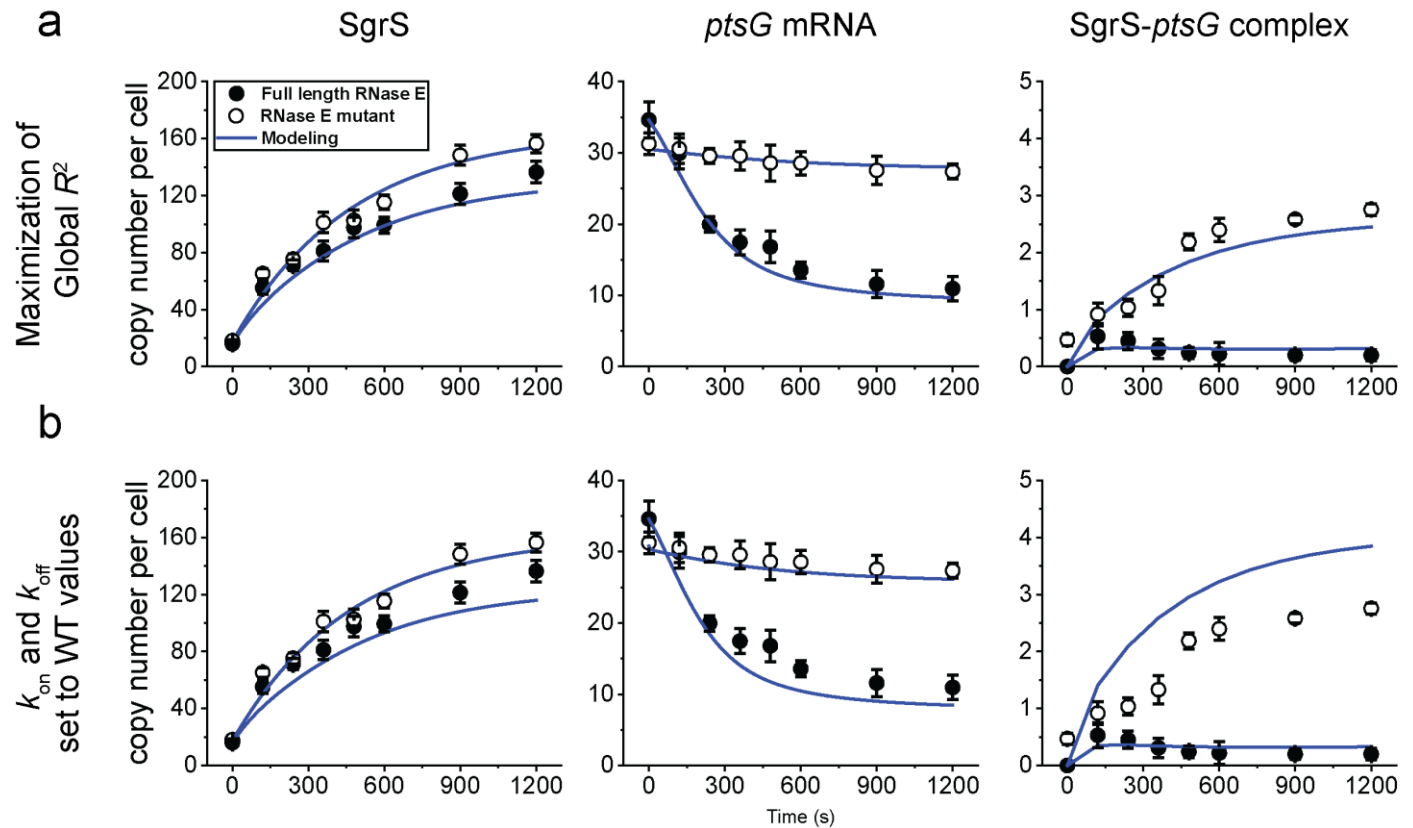 a
SgrS
ptsG mRNA
SgrS-ptsG complex
Maximization of
Global R²
copy number per cell
200
160
120
80
40
0
0 300 600 900 1200
Full length RNase E
RNase E mutant
Modeling
40
30
20
10
0
0 300 600 900 1200
5
4
3
2
1
0
0 300 600 900 1200
b
kon and koff
set to WT values
copy number per cell
200
160
120
80
40
0
0 300 600 900 1200
40
30
20
10
0
0 300 600 900 1200
Time (s)
5
4
3
2
1
0
0 300 600 900 1200